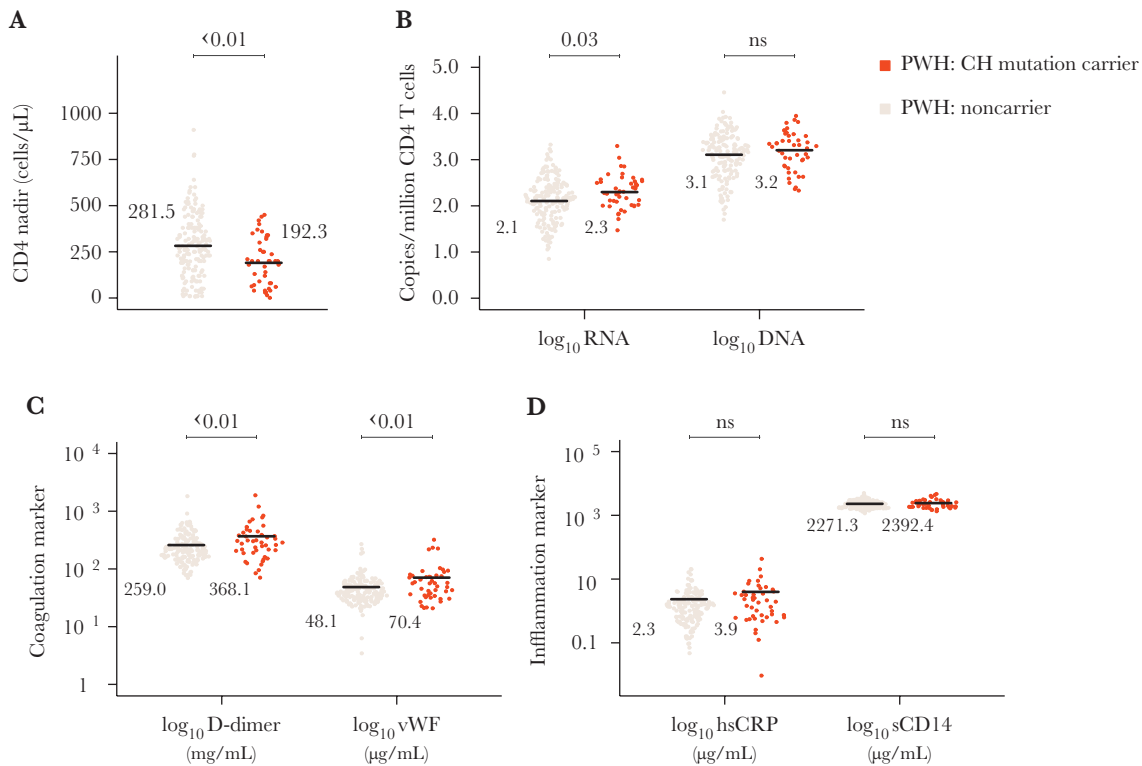 A
<0.01
1000
750
500
250
0
CD4 nadir (cells/μL)
281.5
192.3
B
0.03
ns
5.0
4.0
3.0
2.0
1.0
0.0
Copies/million CD4 T cells
2.1
2.3
3.1
3.2
log10 RNA
log10 DNA
PWH: CH mutation carrier
PWH: noncarrier
C
<0.01
<0.01
10 4
10 3
10 2
10 1
1
Coagulation marker
259.0
368.1
48.1
70.4
log10 D-dimer
(mg/mL)
log10 vWF
(μg/mL)
D
ns
ns
10 5
10 3
10
0.1
Infflammation marker
2.3
3.9
2271.3
2392.4
log10 hsCRP
(μg/mL)
log10 sCD14
(μg/mL)